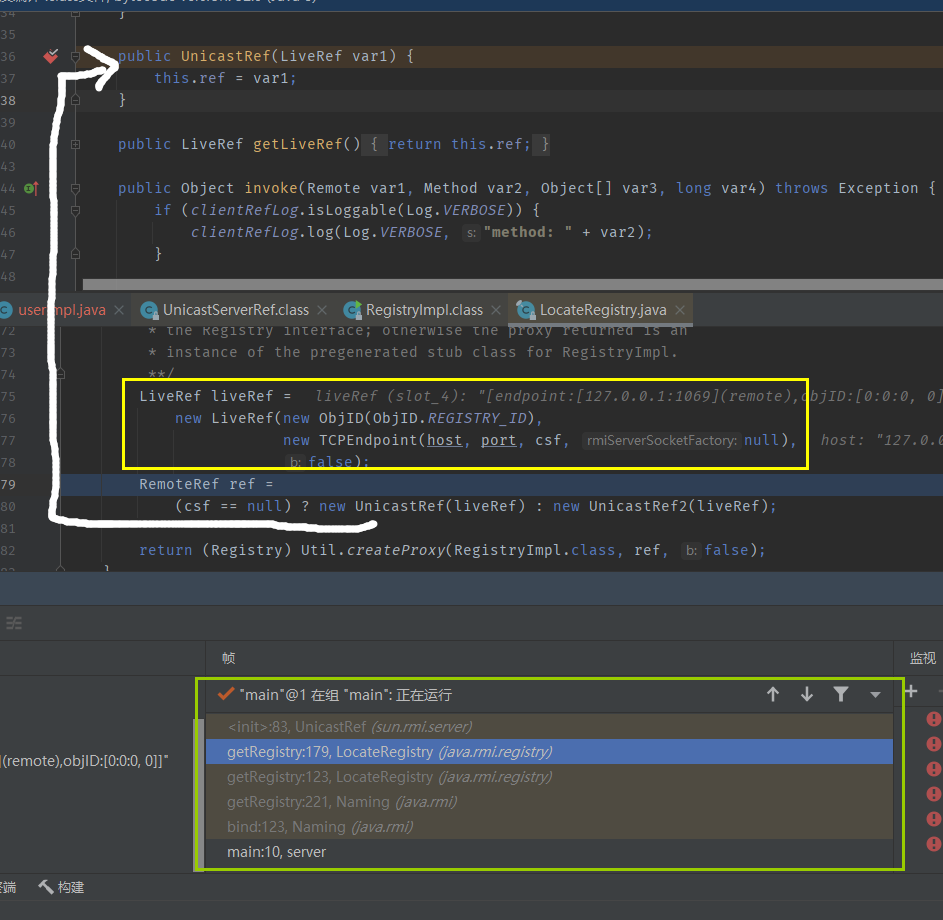 34 }
35
36 public UnicastRef(LiveRef var1) {
37 this.ref = var1;
38 }
39
40 public LiveRef getLiveRef() { return this.ref; }
43
44 public Object invoke(Remote var1, Method var2, Object[] var3, long var4) throws Exception {
45 if (clientRefLog.isLoggable(Log.VERBOSE)) {
46 clientRefLog.log(Log.VERBOSE, s: "method: " + var2);
47 }
48
UnicastServerRef.class RegistryImpl.class LocateRegistry.java
72 * the Registry interface; otherwise the proxy returned is an
73 * instance of the pregenerated stub class for RegistryImpl.
74 **/
75 LiveRef liveRef = liveRef (slot_4): "[endpoint:[127.0.0.1:1069](remote),objID:[0:0:0, 0]
76 new LiveRef(new ObjID(ObjID.REGISTRY_ID),
77 new TCPEndpoint(host, port, csf, rmiServerSocketFactory: null), host: "127.0.0
78 b: false);
79 RemoteRef ref =
80 (csf == null) ? new UnicastRef(liveRef) : new UnicastRef2(liveRef);
81
82 return (Registry) Util.createProxy(RegistryImpl.class, ref, b: false);
}
帧 监视
"main"@1 在组 "main": 正在运行
<init>:83, UnicastRef (sun.rmi.server)
getRegistry:179, LocateRegistry (java.rmi.registry)
](remote),objID:[0:0:0, 0]]"
getRegistry:123, LocateRegistry (java.rmi.registry)
getRegistry:221, Naming (java.rmi)
bind:123, Naming (java.rmi)
main:10, server
终端 构建